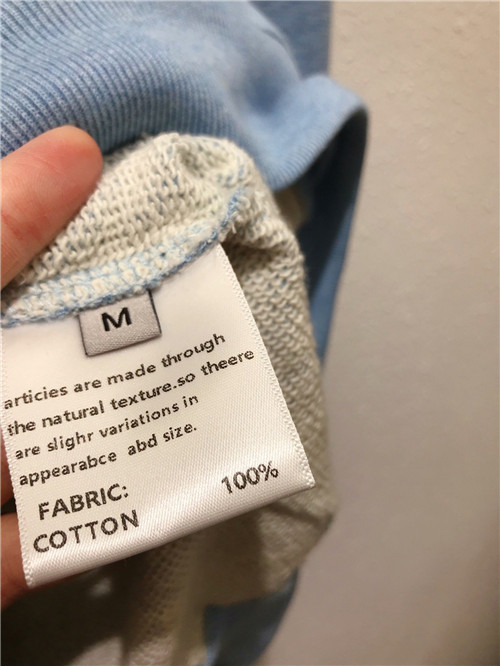 M
articies are made through
the natural texture.so theere
are slighr variations in
appearabce abd size.
FABRIC: 100%
COTTON